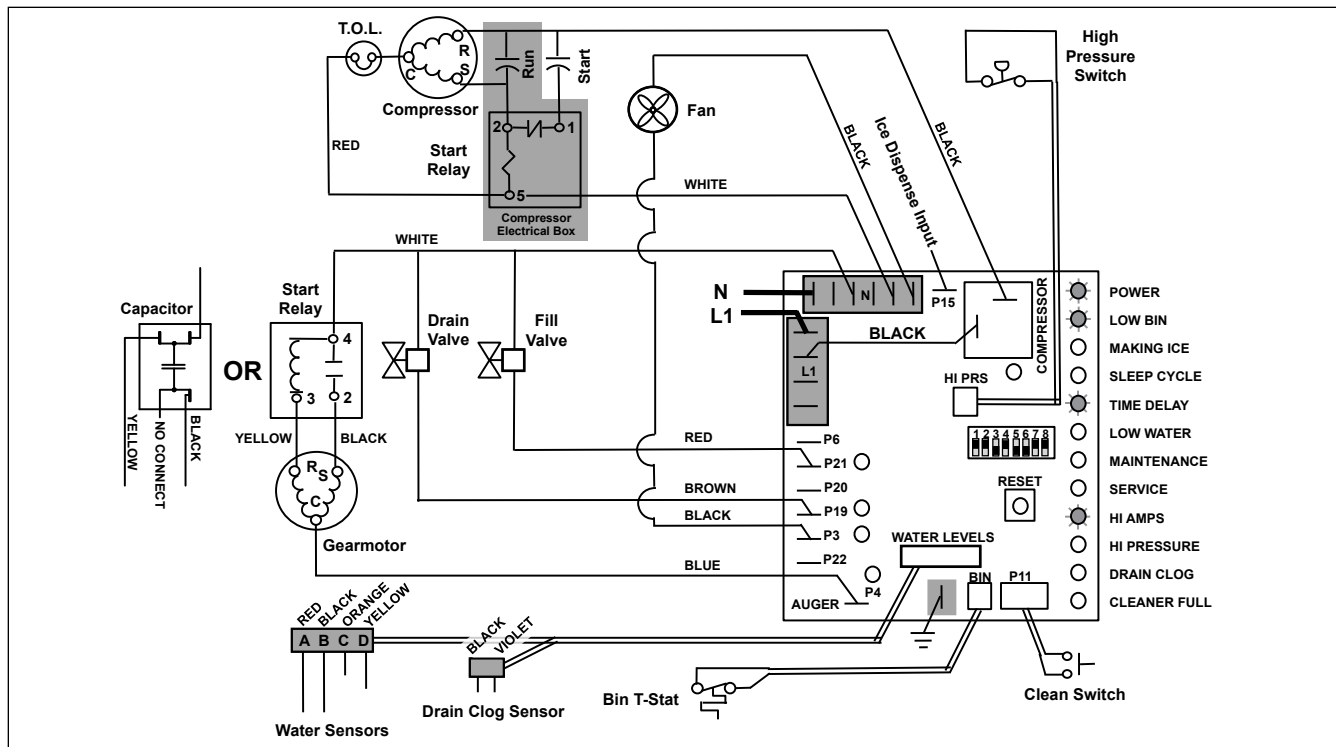 T.O.L.
R
S
C
Compressor
Run
Start
High
Pressure
Switch
Fan
RED
2
1
Start
Relay
5
Compressor
Electrical Box
WHITE
BLACK
Ice Dispense Input
BLACK
WHITE
Capacitor
Start
Relay
OR
4
3
2
YELLOW
NO CONNECT
BLACK
YELLOW
BLACK
R
S
C
Gearmotor
Drain
Valve
Fill
Valve
N
N
L1
L1
BLACK
P15
COMPRESSOR
HI PRS
1 2 3 4 5 6 7 8
RESET
POWER
LOW BIN
MAKING ICE
SLEEP CYCLE
TIME DELAY
LOW WATER
MAINTENANCE
SERVICE
HI AMPS
HI PRESSURE
DRAIN CLOG
CLEANER FULL
P6
RED
P21
P20
BROWN
P19
BLACK
P3
P22
BLUE
P4
AUGER
WATER LEVELS
BIN
P11
RED
BLACK
ORANGE
YELLOW
A B C D
Water Sensors
BLACK
VIOLET
Drain Clog Sensor
Bin T-Stat
Clean Switch